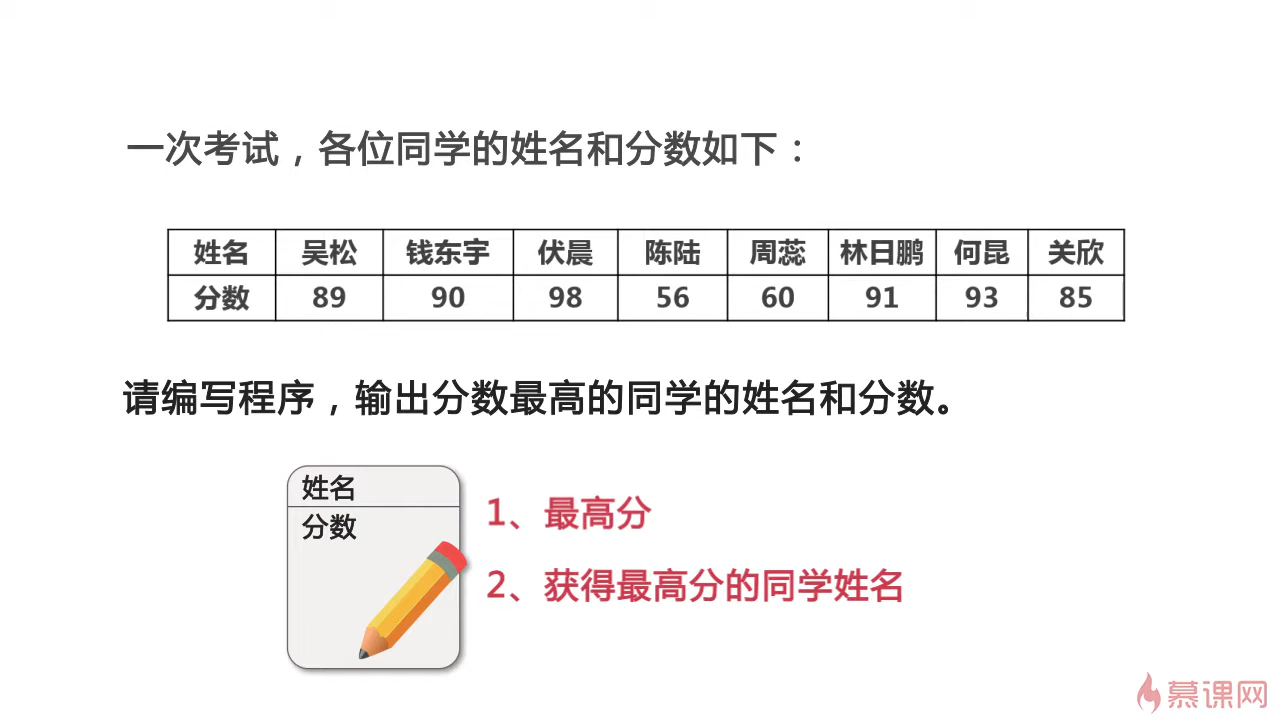 一次考试，各位同学的姓名和分数如下：
姓名 吴松 钱东宇 伏晨 陈陆 周蕊 林日鹏 何昆 关欣
分数 89 90 98 56 60 91 93 85
请编写程序，输出分数最高的同学的姓名和分数。
姓名
分数
1、最高分
2、获得最高分的同学姓名
慕课网